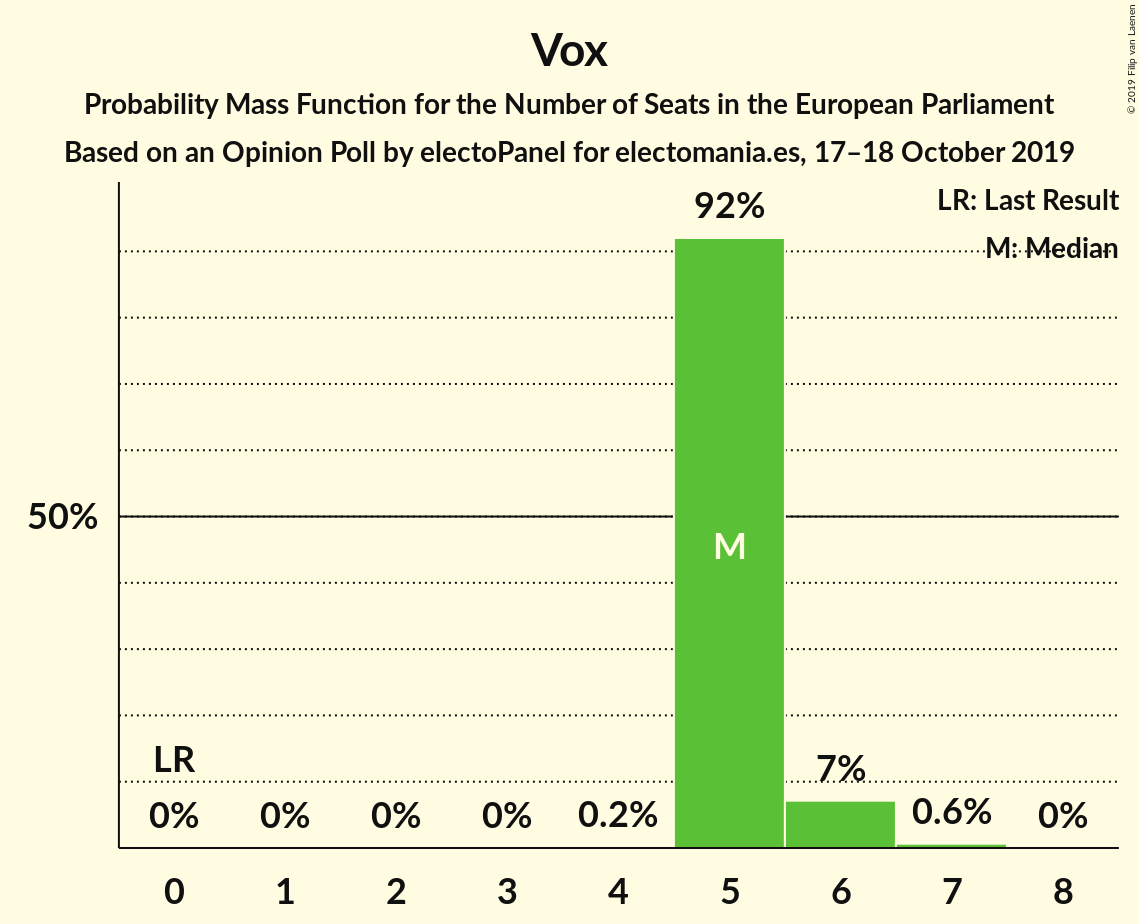 Vox
Probability Mass Function for the Number of Seats in the European Parliament
Based on an Opinion Poll by electoPanel for electomania.es, 17–18 October 2019
© 2019 Filip van Laenen
LR: Last Result
M: Median
92%
50%
M
LR
7%
0% 0% 0% 0% 0.2% 0.6% 0%
0 1 2 3 4 5 6 7 8